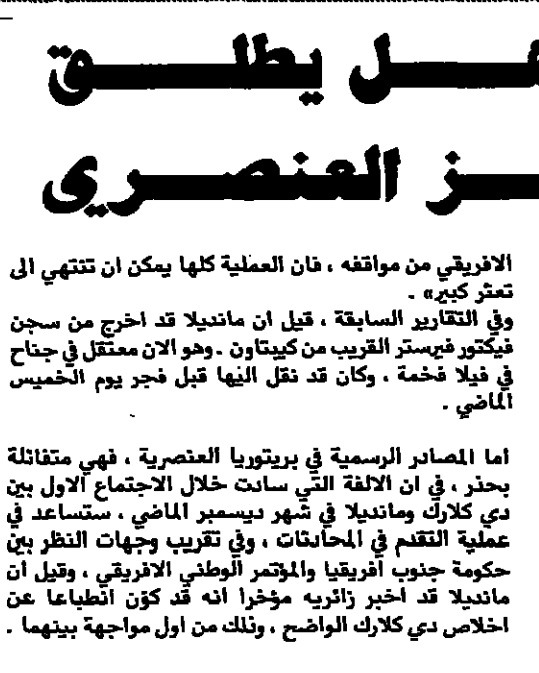 ـل يطلـــق
ـز العنصـــرى
الافريقي من مواقفه ، فان العملية كلها يمكن ان تنتهي الى
تعثر كبير» .
وفي التقارير السابقة ، قيل ان مانديلا قد اخرج من سجن
فيكتور فيرستر القريب من كيبتاون . وهو الان معتقل في جناح
في فيلا فخمة ، وكان قد نقل اليها قبل فجر يوم الخميس
الماضي .
اما المصادر الرسمية في بريتوريا العنصرية ، فهي متفائلة
بحذر ، في ان الالفة التي سادت خلال الاجتماع الاول بين
دي كلارك ومانديلا في شهر ديسمبر الماضي ، ستساعد في
عملية التقدم في المحادثات ، وفي تقريب وجهات النظر بين
حكومة جنوب أفريقيا والمؤتمر الوطني الافريقي ، وقيل ان
مانديلا قد اخبر زائريه مؤخرا انه قد كوّن انطباعا عن
اخلاص دي كلارك الواضح ، وذلك من اول مواجهة بينهما .